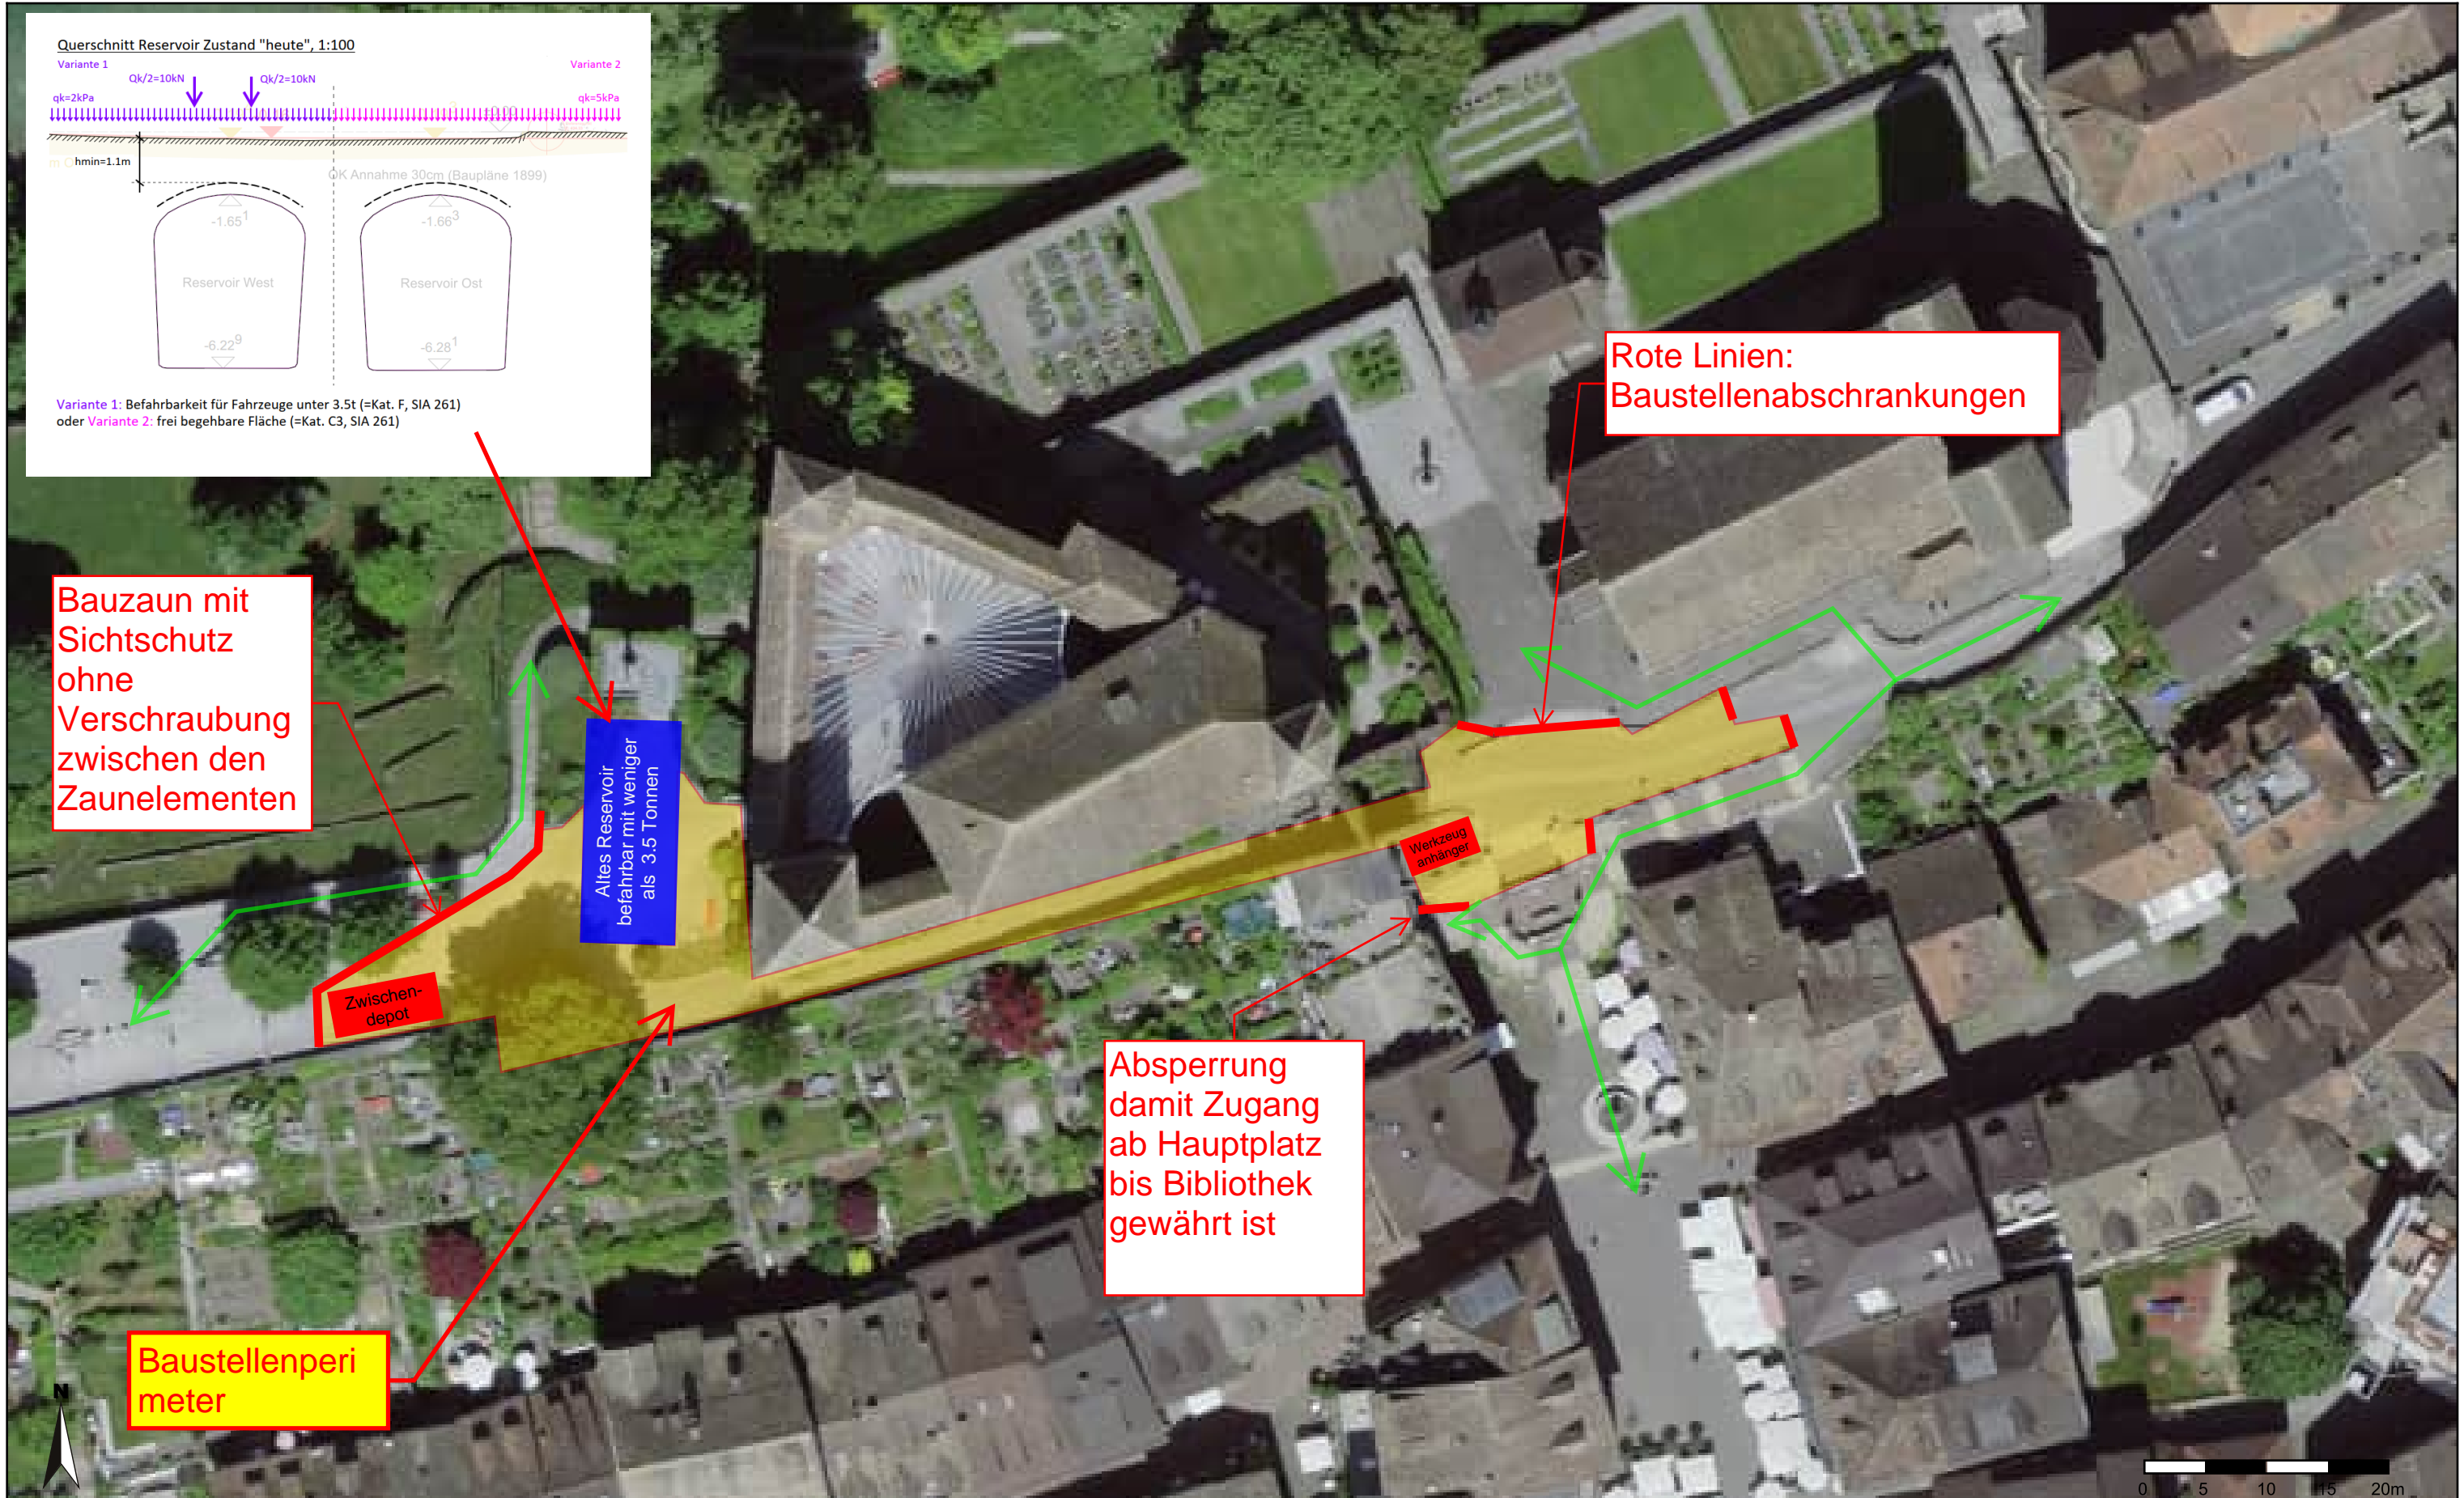 Querschnitt Reservoir Zustand "heute", 1:100
Variante 1
Variante 2
Qk/2=10kN
Qk/2=10kN
qk=2kPa
qk=5kPa
hmin=1.1m
OK Annahme 30cm (Baupläne 1899)
-1.65¹
-1.66³
Reservoir West
Reservoir Ost
-6.22⁹
-6.28¹
Variante 1: Befahrbarkeit für Fahrzeuge unter 3.5t (=Kat. F, SIA 261)
oder Variante 2: frei begehbare Fläche (=Kat. C3, SIA 261)
Rote Linien:
Baustellenabschrankungen
Bauzaun mit
Sichtschutz
ohne
Verschraubung
zwischen den
Zaunelementen
Altes Reservoir
befahrbar mit weniger
als 3.5 Tonnen
Werkzeug
anhänger
Zwischen-
depot
Absperrung
damit Zugang
ab Hauptplatz
bis Bibliothek
gewährt ist
Baustellenperi
meter
N
0 5 10 15 20m